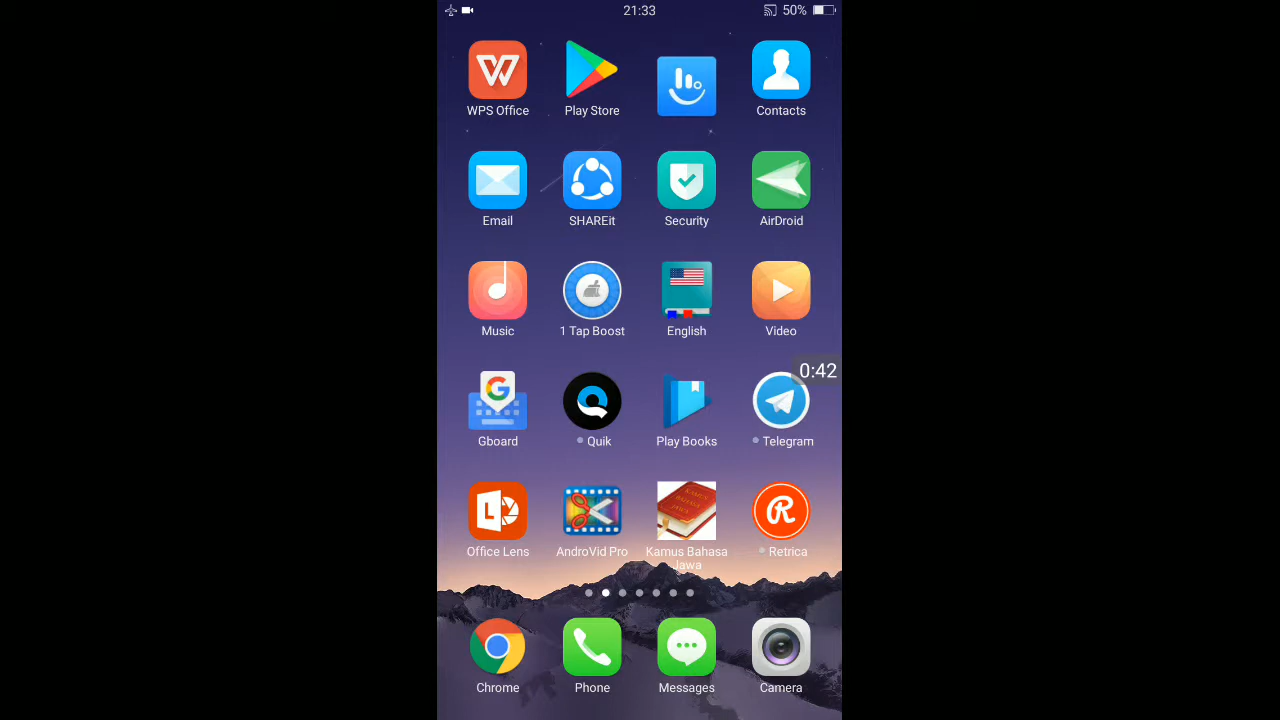 21:33
50%
WPS Office
Play Store
Contacts
Email
SHAREit
Security
AirDroid
Music
1 Tap Boost
English
Video
0:42
Gboard
Quik
Play Books
Telegram
Office Lens
AndroVid Pro
Kamus Bahasa
Jawa
Retrica
Chrome
Phone
Messages
Camera